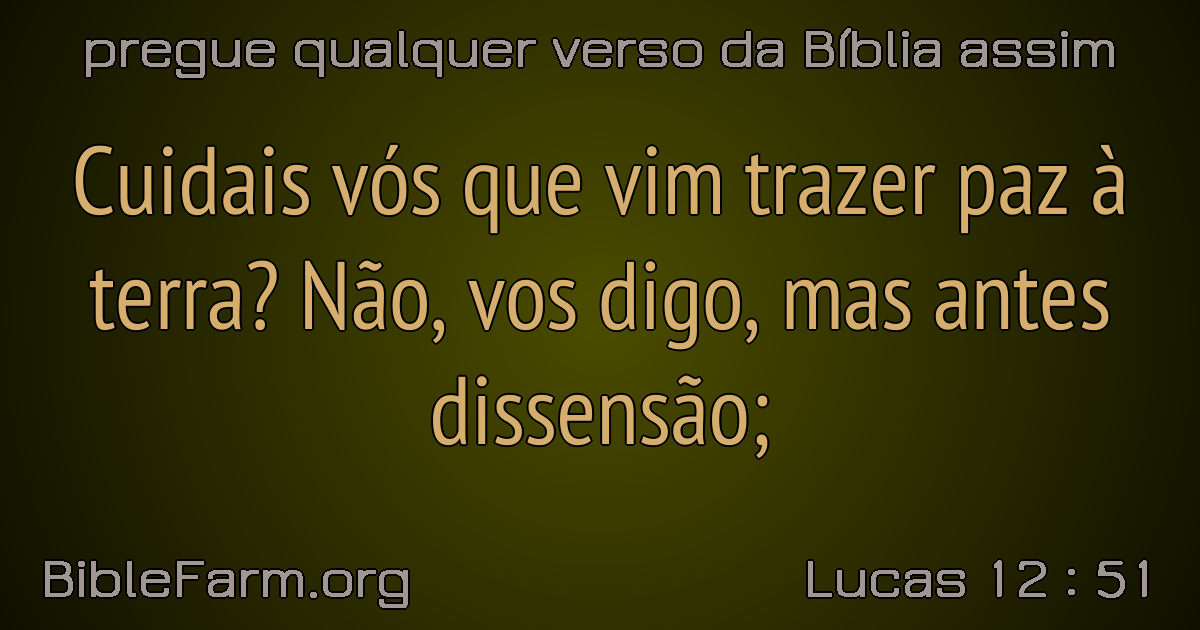 pregue qualquer verso da Bíblia assim
Cuidais vós que vim trazer paz à
terra? Não, vos digo, mas antes
dissensão;
BibleFarm.org
Lucas 12 : 51